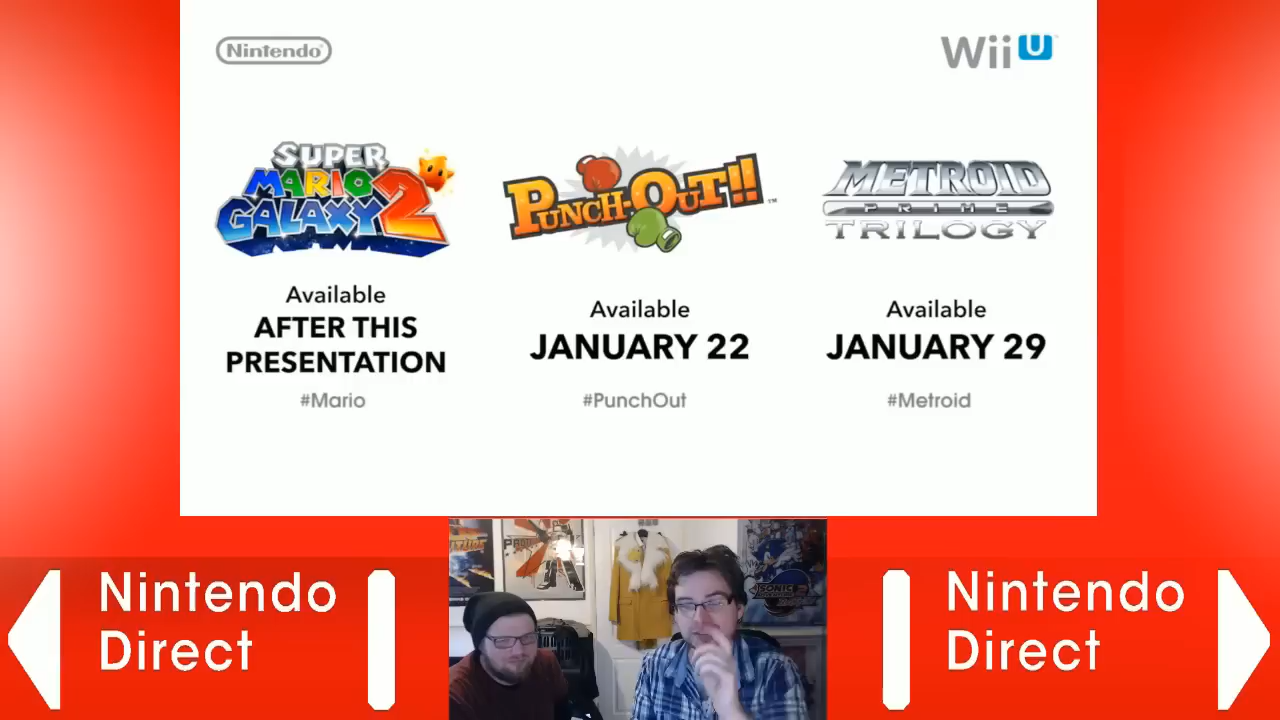 Nintendo
Wii U
SUPER
MARIO
GALAXY 2
PUNCH-OUT!!
METROID
PRIME
TRILOGY
Available
AFTER THIS
PRESENTATION
#Mario
Available
JANUARY 22
#PunchOut
Available
JANUARY 29
#Metroid
Nintendo
Direct
SONIC
Nintendo
Direct